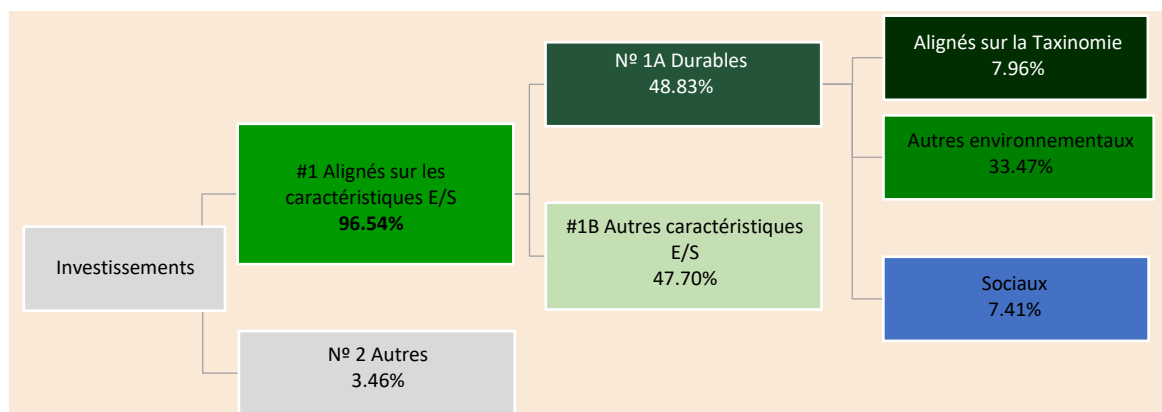 Investissements
#1 Alignés sur les
caractéristiques E/S
96.54%
Nº 2 Autres
3.46%
Nº 1A Durables
48.83%
#1B Autres caractéristiques
E/S
47.70%
Alignés sur la Taxinomie
7.96%
Autres environmentaux
33.47%
Sociaux
7.41%